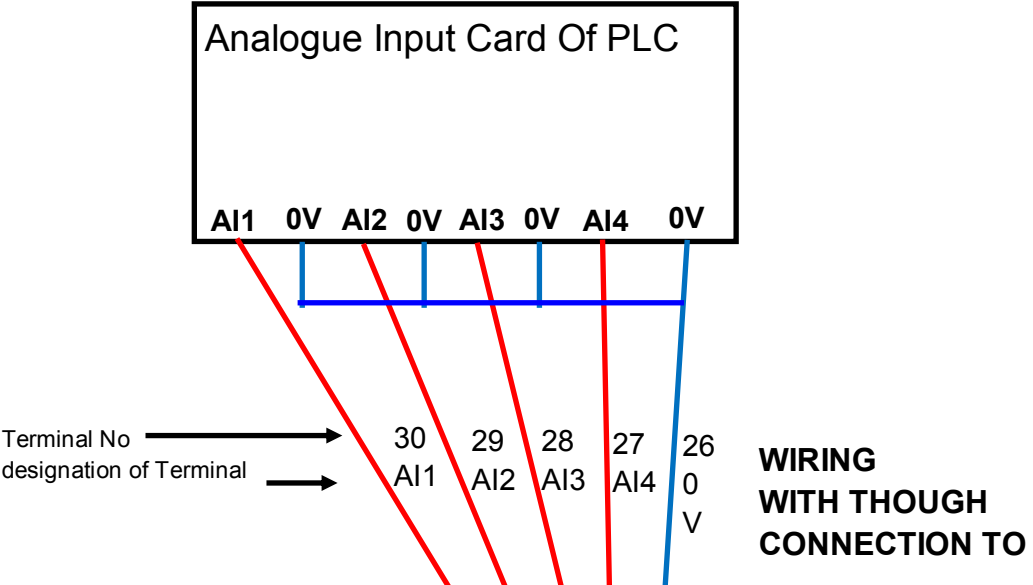 Analogue Input Card Of PLC
AI1 0V AI2 0V AI3 0V AI4 0V
Terminal No
designation of Terminal
30
AI1
29
AI2
28
AI3
27
AI4
26
0
V
WIRING
WITH THOUGH
CONNECTION TO